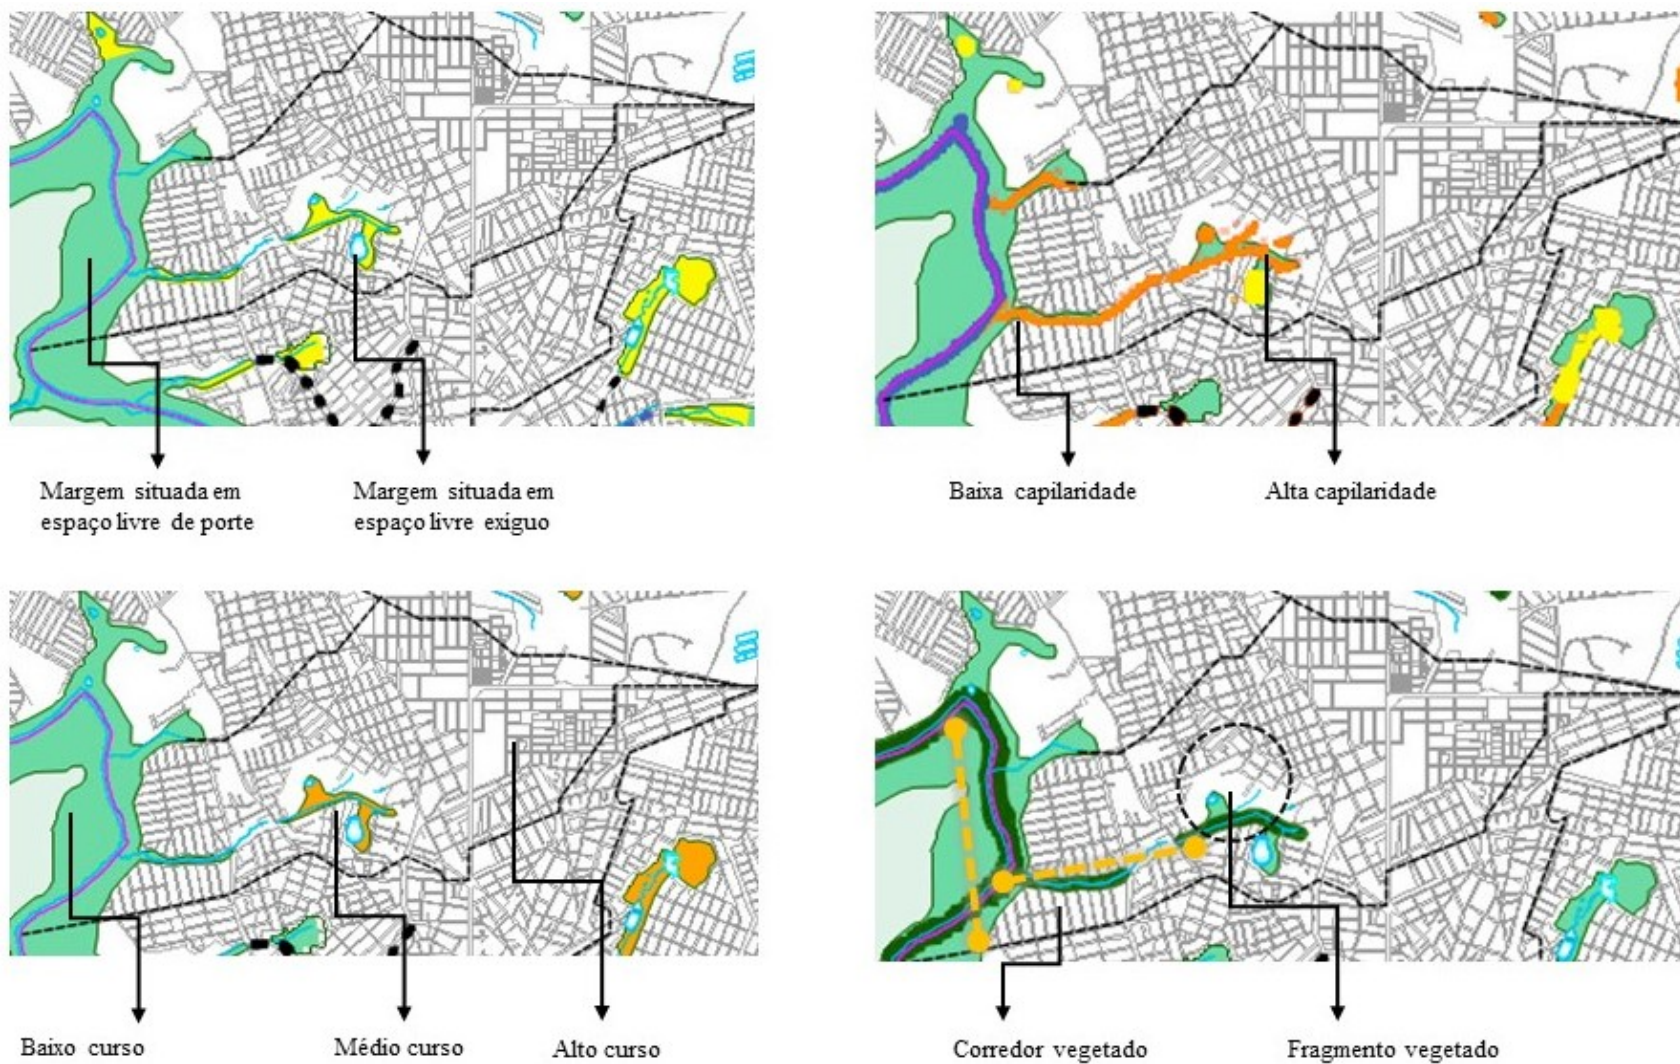 Margem situada em
espaço livre de porte
Margem situada em
espaço livre exíguo
Baixa capilaridade
Alta capilaridade
Baixo curso
Médio curso
Alto curso
Corredor vegetado
Fragmento vegetado